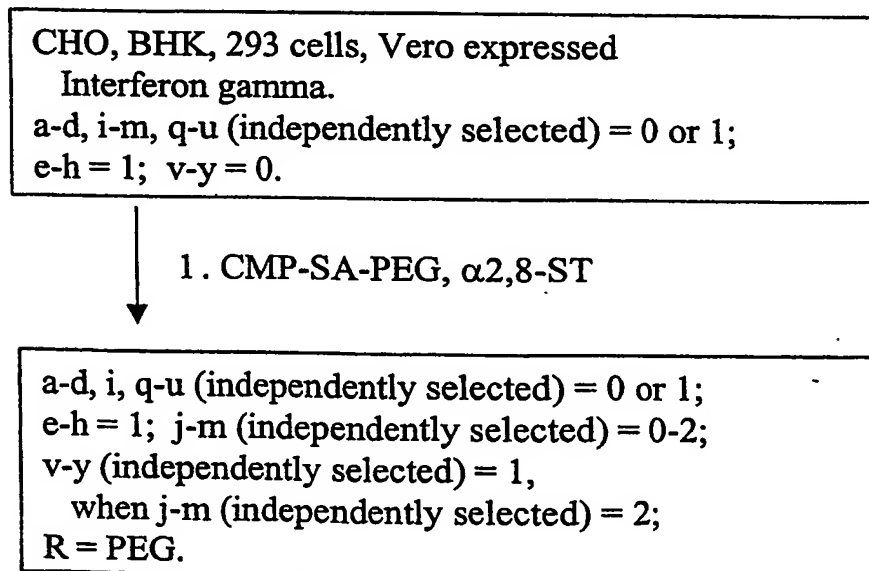 CHO, BHK, 293 cells, Vero expressed
Interferon gamma.
a-d, i-m, q-u (independently selected) = 0 or 1;
e-h = 1; v-y = 0.
1. CMP-SA-PEG, α2,8-ST
a-d, i, q-u (independently selected) = 0 or 1;
e-h = 1; j-m (independently selected) = 0-2;
v-y (independently selected) = 1,
when j-m (independently selected) = 2;
R = PEG.